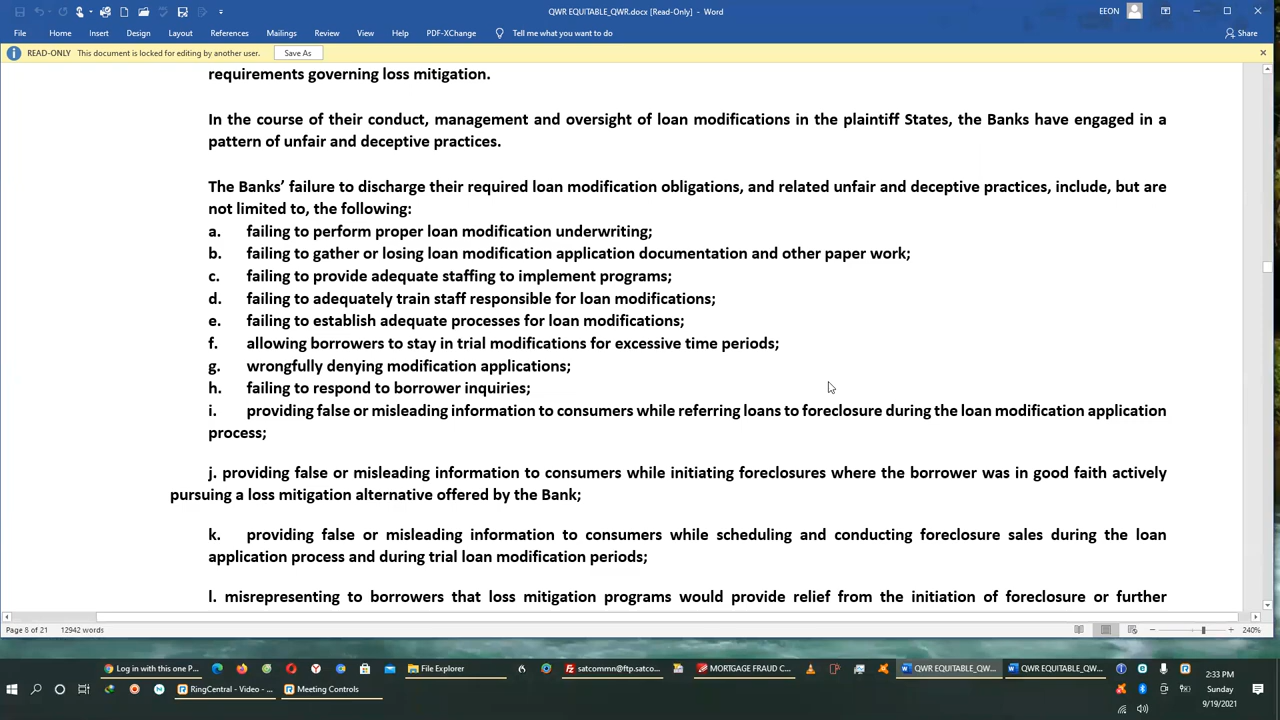 QWR EQUITABLE_QWR.docx [Read-Only] - Word
EEON
File Home Insert Design Layout References Mailings Review View Help PDF-XChange Tell me what you want to do Share
READ-ONLY This document is locked for editing by another user. Save As
requirements governing loss mitigation.
In the course of their conduct, management and oversight of loan modifications in the plaintiff States, the Banks have engaged in a
pattern of unfair and deceptive practices.
The Banks’ failure to discharge their required loan modification obligations, and related unfair and deceptive practices, include, but are
not limited to, the following:
a. failing to perform proper loan modification underwriting;
b. failing to gather or losing loan modification application documentation and other paper work;
c. failing to provide adequate staffing to implement programs;
d. failing to adequately train staff responsible for loan modifications;
e. failing to establish adequate processes for loan modifications;
f. allowing borrowers to stay in trial modifications for excessive time periods;
g. wrongfully denying modification applications;
h. failing to respond to borrower inquiries;
i. providing false or misleading information to consumers while referring loans to foreclosure during the loan modification application
process;
j. providing false or misleading information to consumers while initiating foreclosures where the borrower was in good faith actively
pursuing a loss mitigation alternative offered by the Bank;
k. providing false or misleading information to consumers while scheduling and conducting foreclosure sales during the loan
application process and during trial loan modification periods;
l. misrepresenting to borrowers that loss mitigation programs would provide relief from the initiation of foreclosure or further
Page 8 of 21 12942 words 240%
Log in with this one P... File Explorer satcommn@ftp.satco... MORTGAGE FRAUD C... QWR EQUITABLE_QW... QWR EQUITABLE_QW...
2:33 PM
RingCentral - Video - ... Meeting Controls
Sunday
9/19/2021